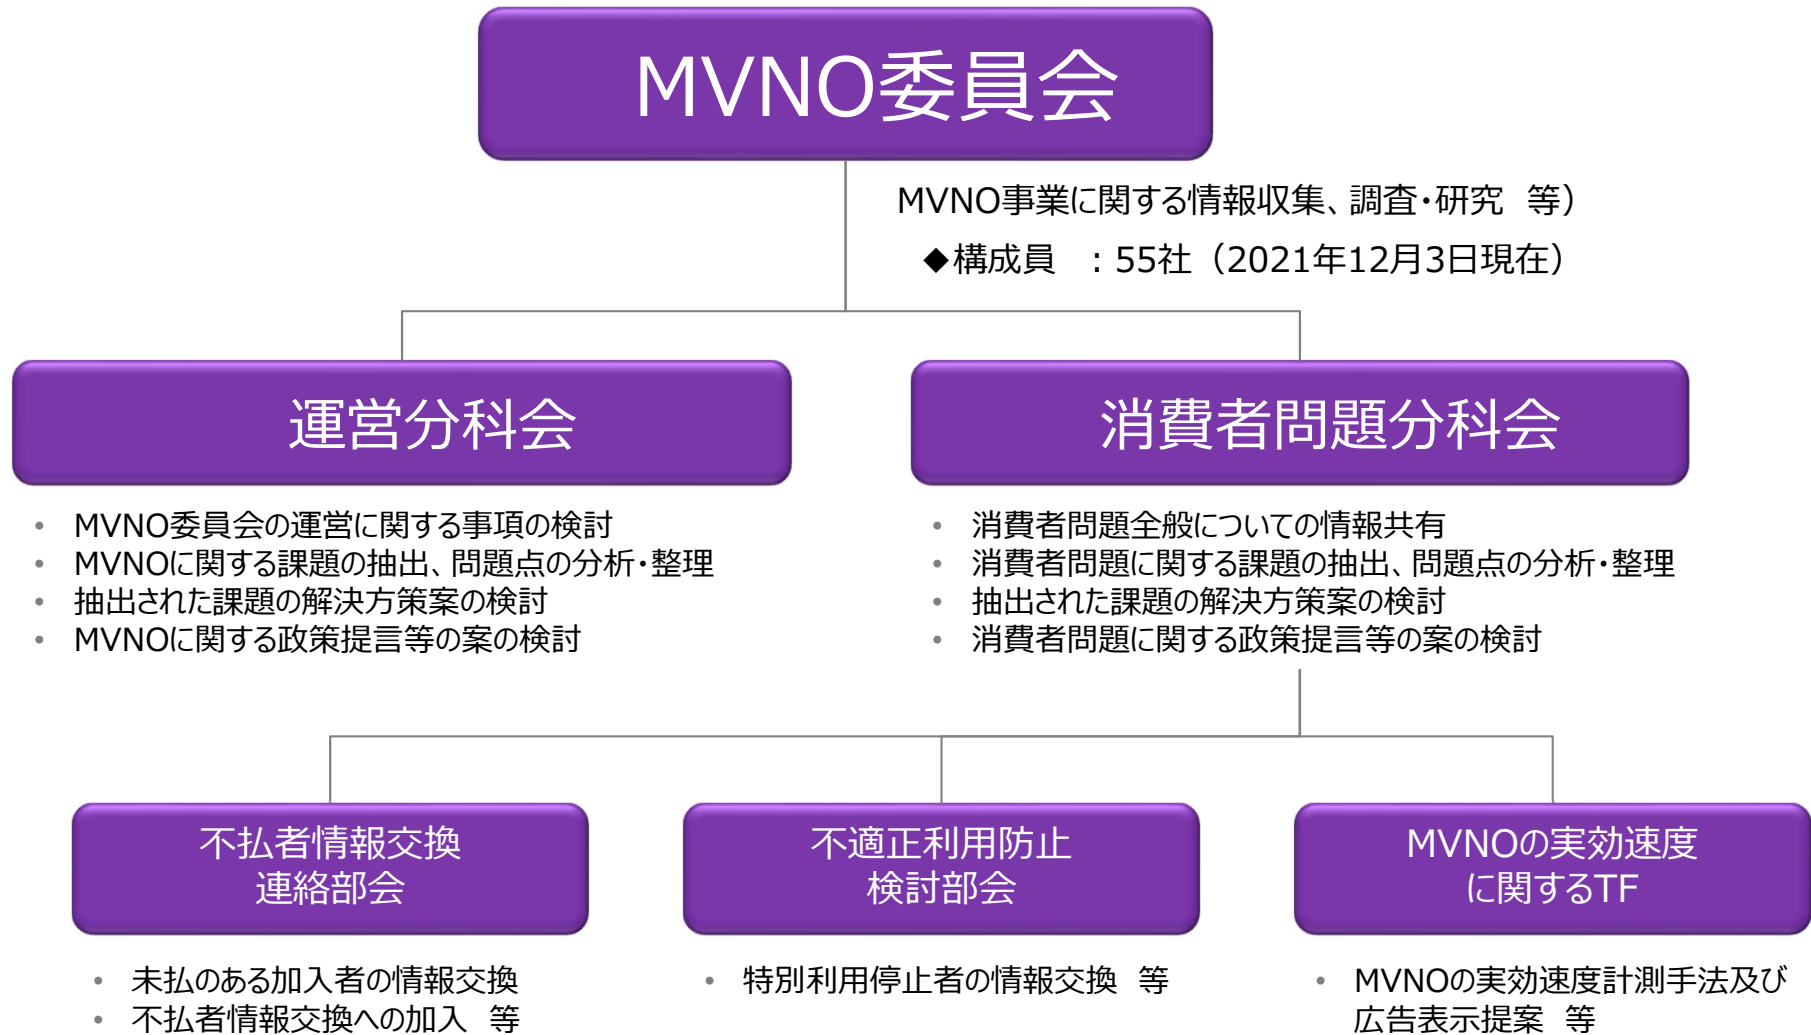 MVNO委員会
MVNO事業に関する情報収集、調査・研究　等）
◆構成員　：55社（2021年12月3日現在）
運営分科会
・ MVNO委員会の運営に関する事項の検討
・ MVNOに関する課題の抽出、問題点の分析・整理
・ 抽出された課題の解決方策案の検討
・ MVNOに関する政策提言等の案の検討
消費者問題分科会
・ 消費者問題全般についての情報共有
・ 消費者問題に関する課題の抽出、問題点の分析・整理
・ 抽出された課題の解決方策案の検討
・ 消費者問題に関する政策提言等の案の検討
不払者情報交換
連絡部会
・ 未払のある加入者の情報交換
・ 不払者情報交換への加入　等
不適正利用防止
検討部会
・ 特別利用停止者の情報交換　等
MVNOの実効速度
に関するTF
・ MVNOの実効速度計測手法及び
広告表示提案　等